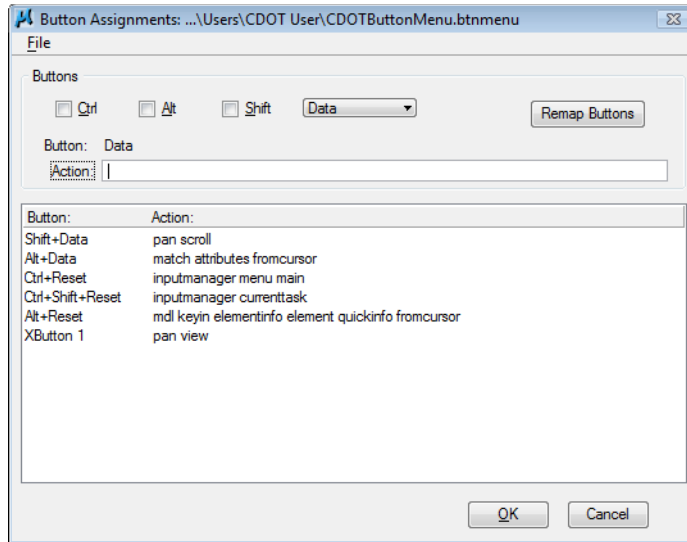 Button Assignments: ...\Users\CDOT User\CDOTButtonMenu.btnmenu
File
Buttons
Ctrl Alt Shift Data Remap Buttons
Button: Data
Action:
Button: Action:
Shift+Data pan scroll
Alt+Data match attributes fromcursor
Ctrl+Reset inputmanager menu main
Ctrl+Shift+Reset inputmanager currenttask
Alt+Reset mdl keyin elementinfo element quickinfo fromcursor
XButton 1 pan view
OK Cancel